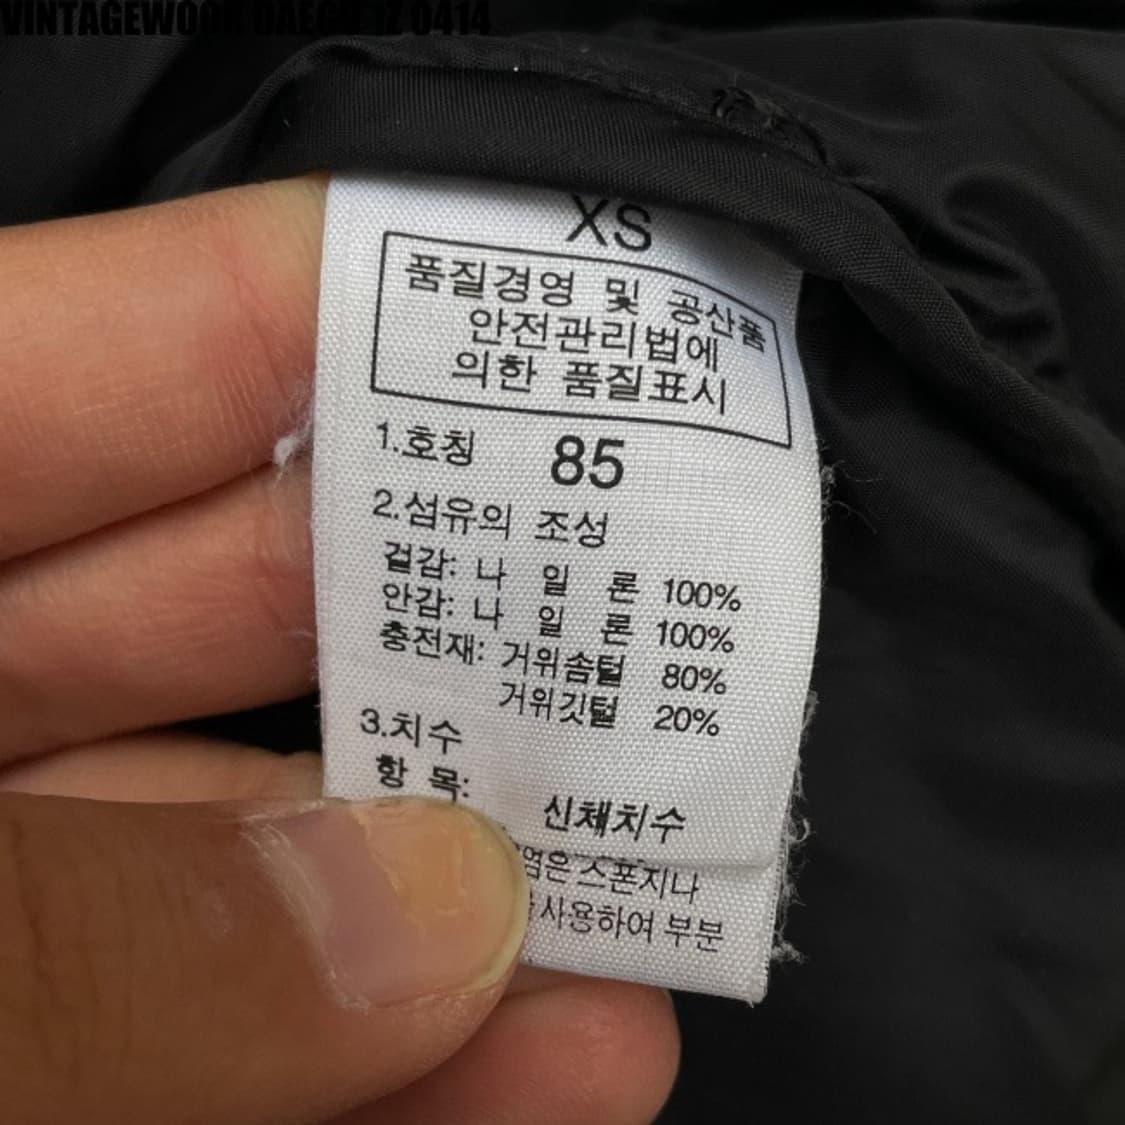 VINTAGEWOOK DAEGU IZ 0414
XS
품질경영 및 공산품
안전관리법에
의한 품질표시
1.호칭 85
2.섬유의 조성
겉감: 나 일 론 100%
안감: 나 일 론 100%
충전재: 거위솜털 80%
거위깃털 20%
3.치수
항 목:
신체치수
염은 스폰지나
사용하여 부분